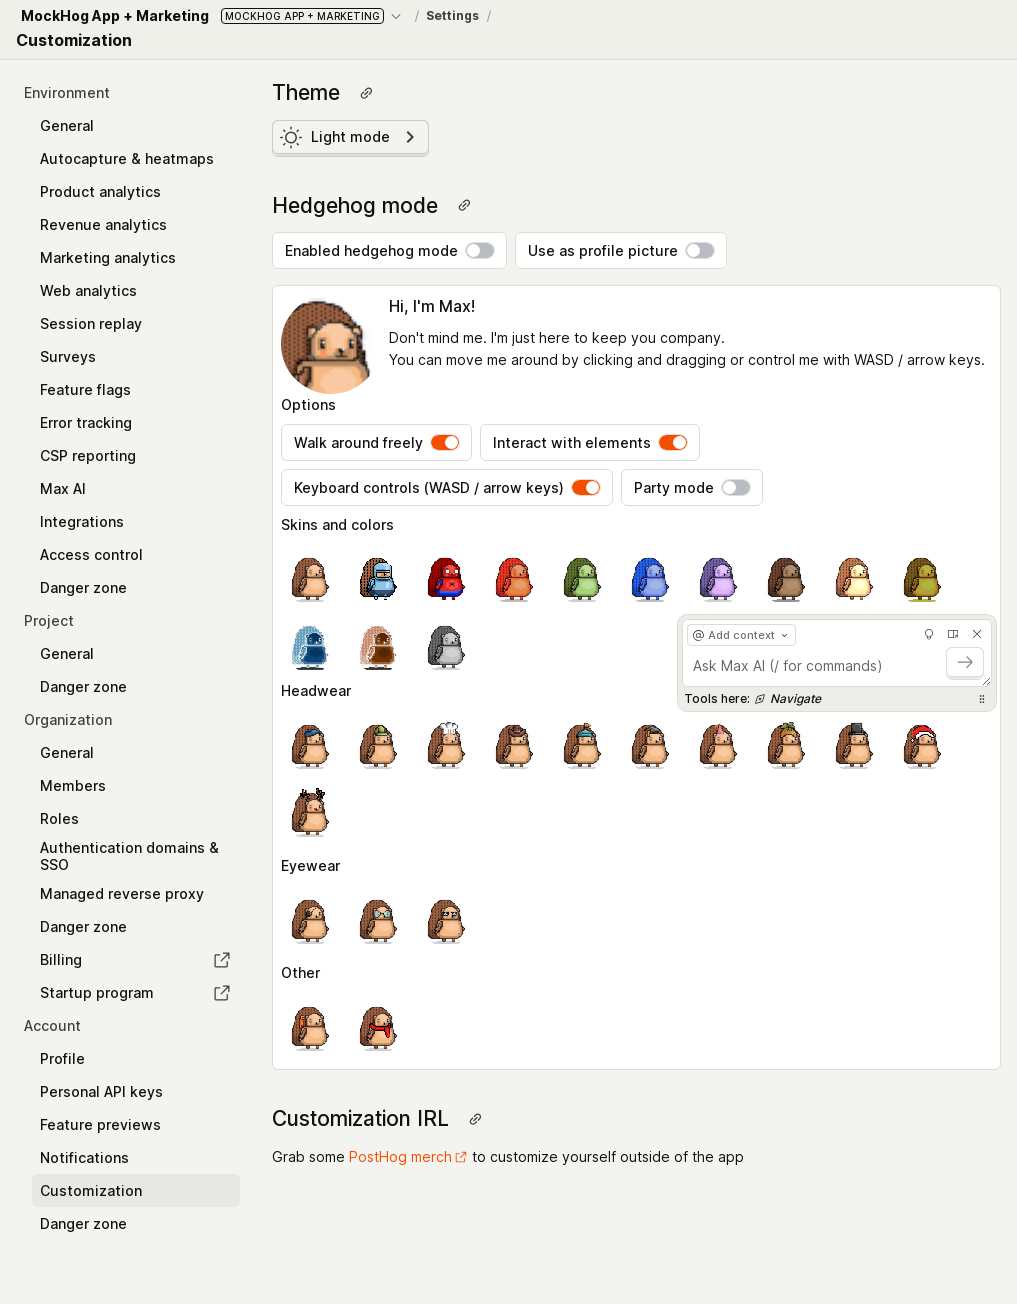 MockHog App + Marketing MOCKHOG APP + MARKETING / Settings /
Customization
Environment
General
Autocapture & heatmaps
Product analytics
Revenue analytics
Marketing analytics
Web analytics
Session replay
Surveys
Feature flags
Error tracking
CSP reporting
Max AI
Integrations
Access control
Danger zone
Project
General
Danger zone
Organization
General
Members
Roles
Authentication domains &
SSO
Managed reverse proxy
Danger zone
Billing
Startup program
Account
Profile
Personal API keys
Feature previews
Notifications
Customization
Danger zone
Theme
Light mode
Hedgehog mode
Enabled hedgehog mode
Use as profile picture
Hi, I'm Max!
Don't mind me. I'm just here to keep you company.
You can move me around by clicking and dragging or control me with WASD / arrow keys.
Options
Walk around freely
Interact with elements
Keyboard controls (WASD / arrow keys)
Party mode
Skins and colors
@ Add context
Ask Max AI (/ for commands)
Tools here: Navigate
Headwear
Eyewear
Other
Customization IRL
Grab some PostHog merch to customize yourself outside of the app